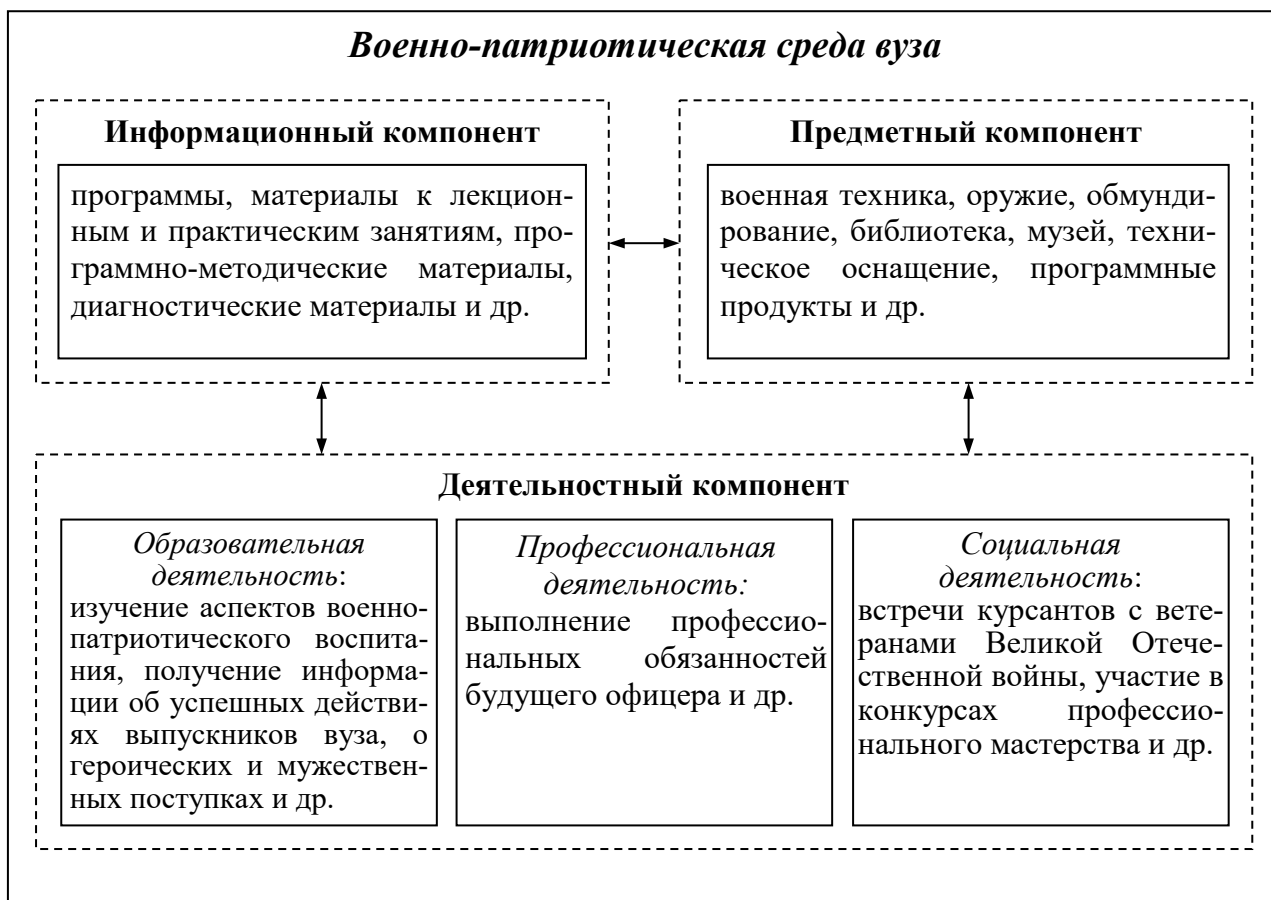 Военно-патриотическая среда вуза
Информационный компонент
программы, материалы к лекцион-
ным и практическим занятиям, про-
граммно-методические материалы,
диагностические материалы и др.
Предметный компонент
военная техника, оружие, обмунди-
рование, библиотека, музей, техни-
ческое оснащение, программные
продукты и др.
Деятельностный компонент
Образовательная
деятельность:
изучение аспектов военно-
патриотического воспита-
ния, получение информа-
ции об успешных действи-
ях выпускников вуза, о
героических и мужествен-
ных поступках и др.
Профессиональная
деятельность:
выполнение профессио-
нальных обязанностей
будущего офицера и др.
Социальная
деятельность:
встречи курсантов с вете-
ранами Великой Отече-
ственной войны, участие в
конкурсах профессио-
нального мастерства и др.